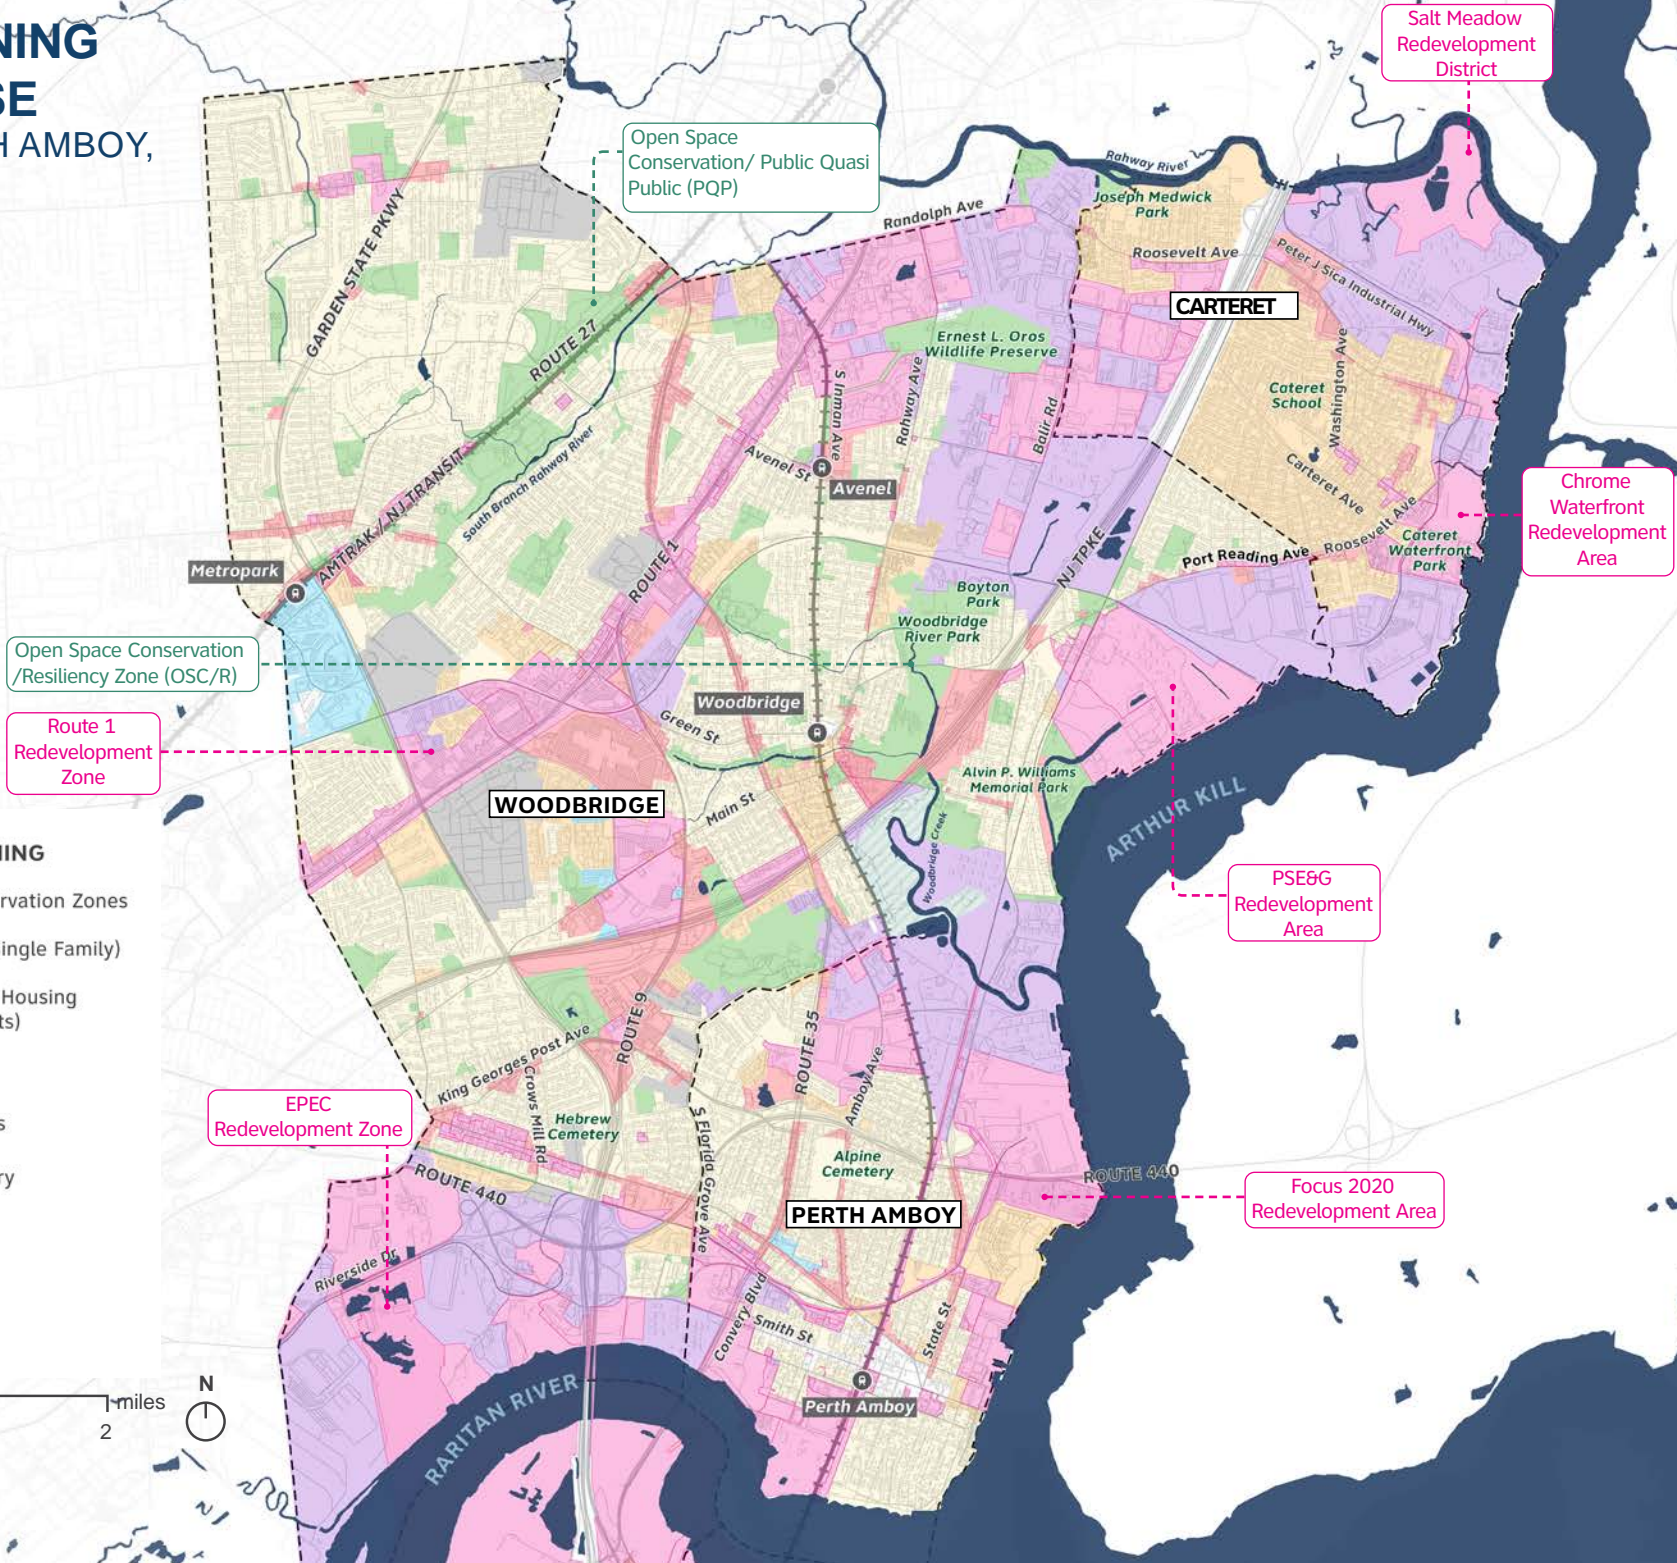 NING
SE
H AMBOY,
Salt Meadow
Redevelopment
District
Open Space
Conservation/ Public Quasi
Public (PQP)
Rahway River
Joseph Medwick
Park
Randolph Ave
Roosevelt Ave
Peter J Sica Industrial Hwy
CARTERET
GARDEN STATE PKWY
ROUTE 27
Ernest L. Oros
Wildlife Preserve
S Inman Ave
Rahway Ave
Balir Rd
Washington Ave
Cateret
School
Carteret Ave
AMTRAK / NJ TRANSIT
South Branch Rahway River
Avenel St
Avenel
Chrome
Waterfront
Redevelopment
Area
Roosevelt Ave
Port Reading Ave
Cateret
Waterfront
Park
NJ TPKE
ROUTE 1
Metropark
Boyton
Park
Woodbridge
River Park
Open Space Conservation
/Resiliency Zone (OSC/R)
Woodbridge
Green St
Route 1
Redevelopment
Zone
Alvin P. Williams
Memorial Park
WOODBRIDGE
Main St
ARTHUR KILL
Woodbridge Creek
NING
rvation Zones
ingle Family)
Housing
ts)
s
ry
PSE&G
Redevelopment
Area
ROUTE 9
ROUTE 35
King Georges Post Ave
Crows Mill Rd
Amboy Ave
EPEC
Redevelopment Zone
Hebrew
Cemetery
S Florida Grove Ave
Alpine
Cemetery
ROUTE 440
ROUTE 440
Focus 2020
Redevelopment Area
PERTH AMBOY
Riverside Dr
Convery Blvd
Smith St
State St
Perth Amboy
RARITAN RIVER
miles
2
N